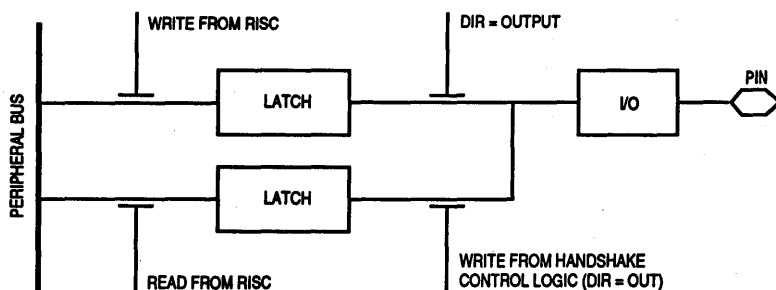 WRITE FROM RISC
DIR = OUTPUT
PERIPHERAL BUS
LATCH
I/O
PIN
LATCH
READ FROM RISC
WRITE FROM HANDSHAKE
CONTROL LOGIC (DIR = OUT)